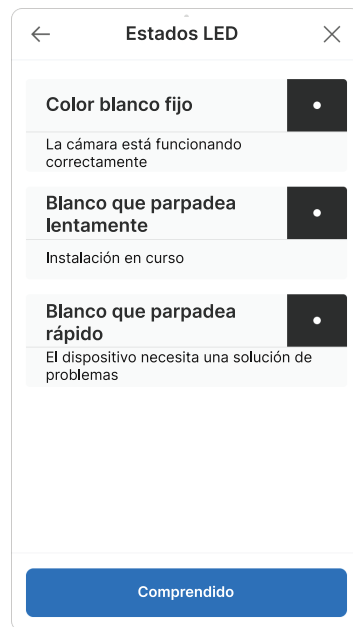 Estados LED
Color blanco fijo
La cámara está funcionando
correctamente
Blanco que parpadea
lentamente
Instalación en curso
Blanco que parpadea
rápido
El dispositivo necesita una solución de
problemas
Comprendido